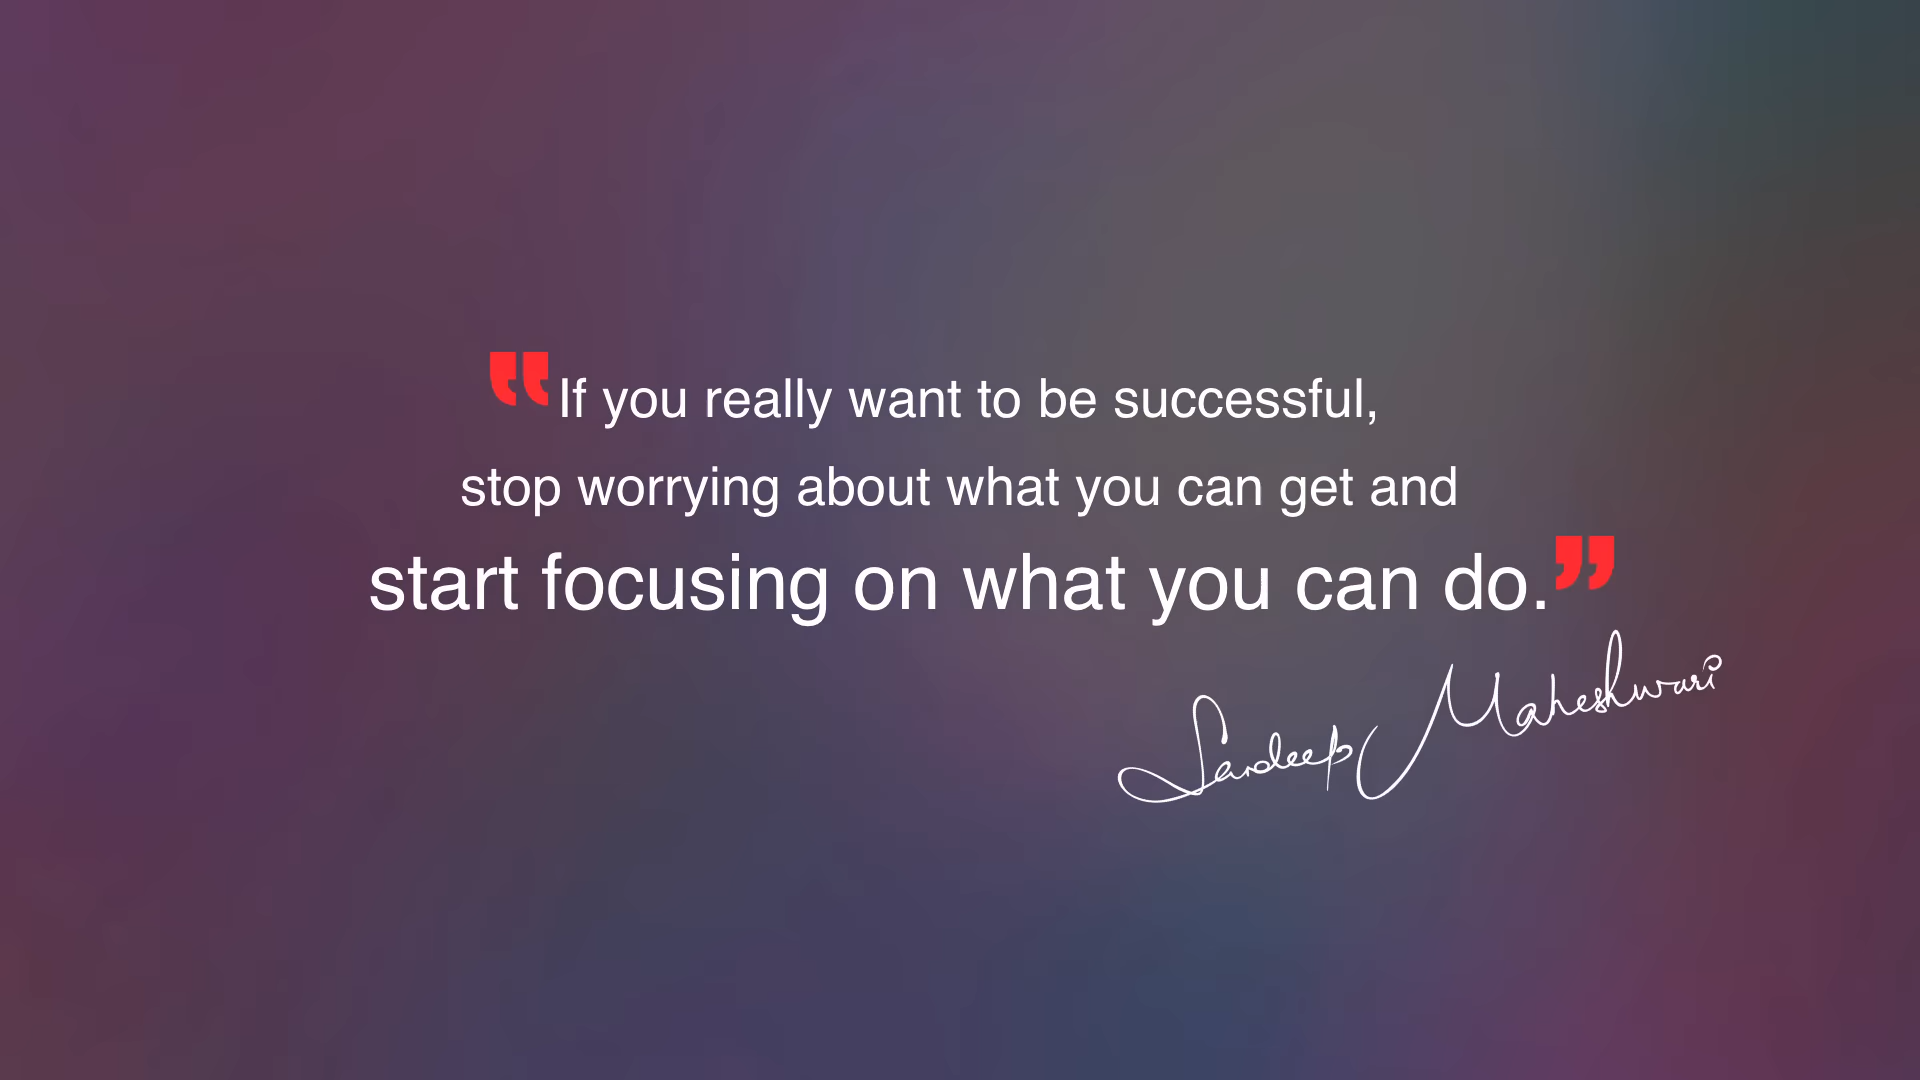 “If you really want to be successful,
stop worrying about what you can get and
start focusing on what you can do.”
Sandeep Maheshwari